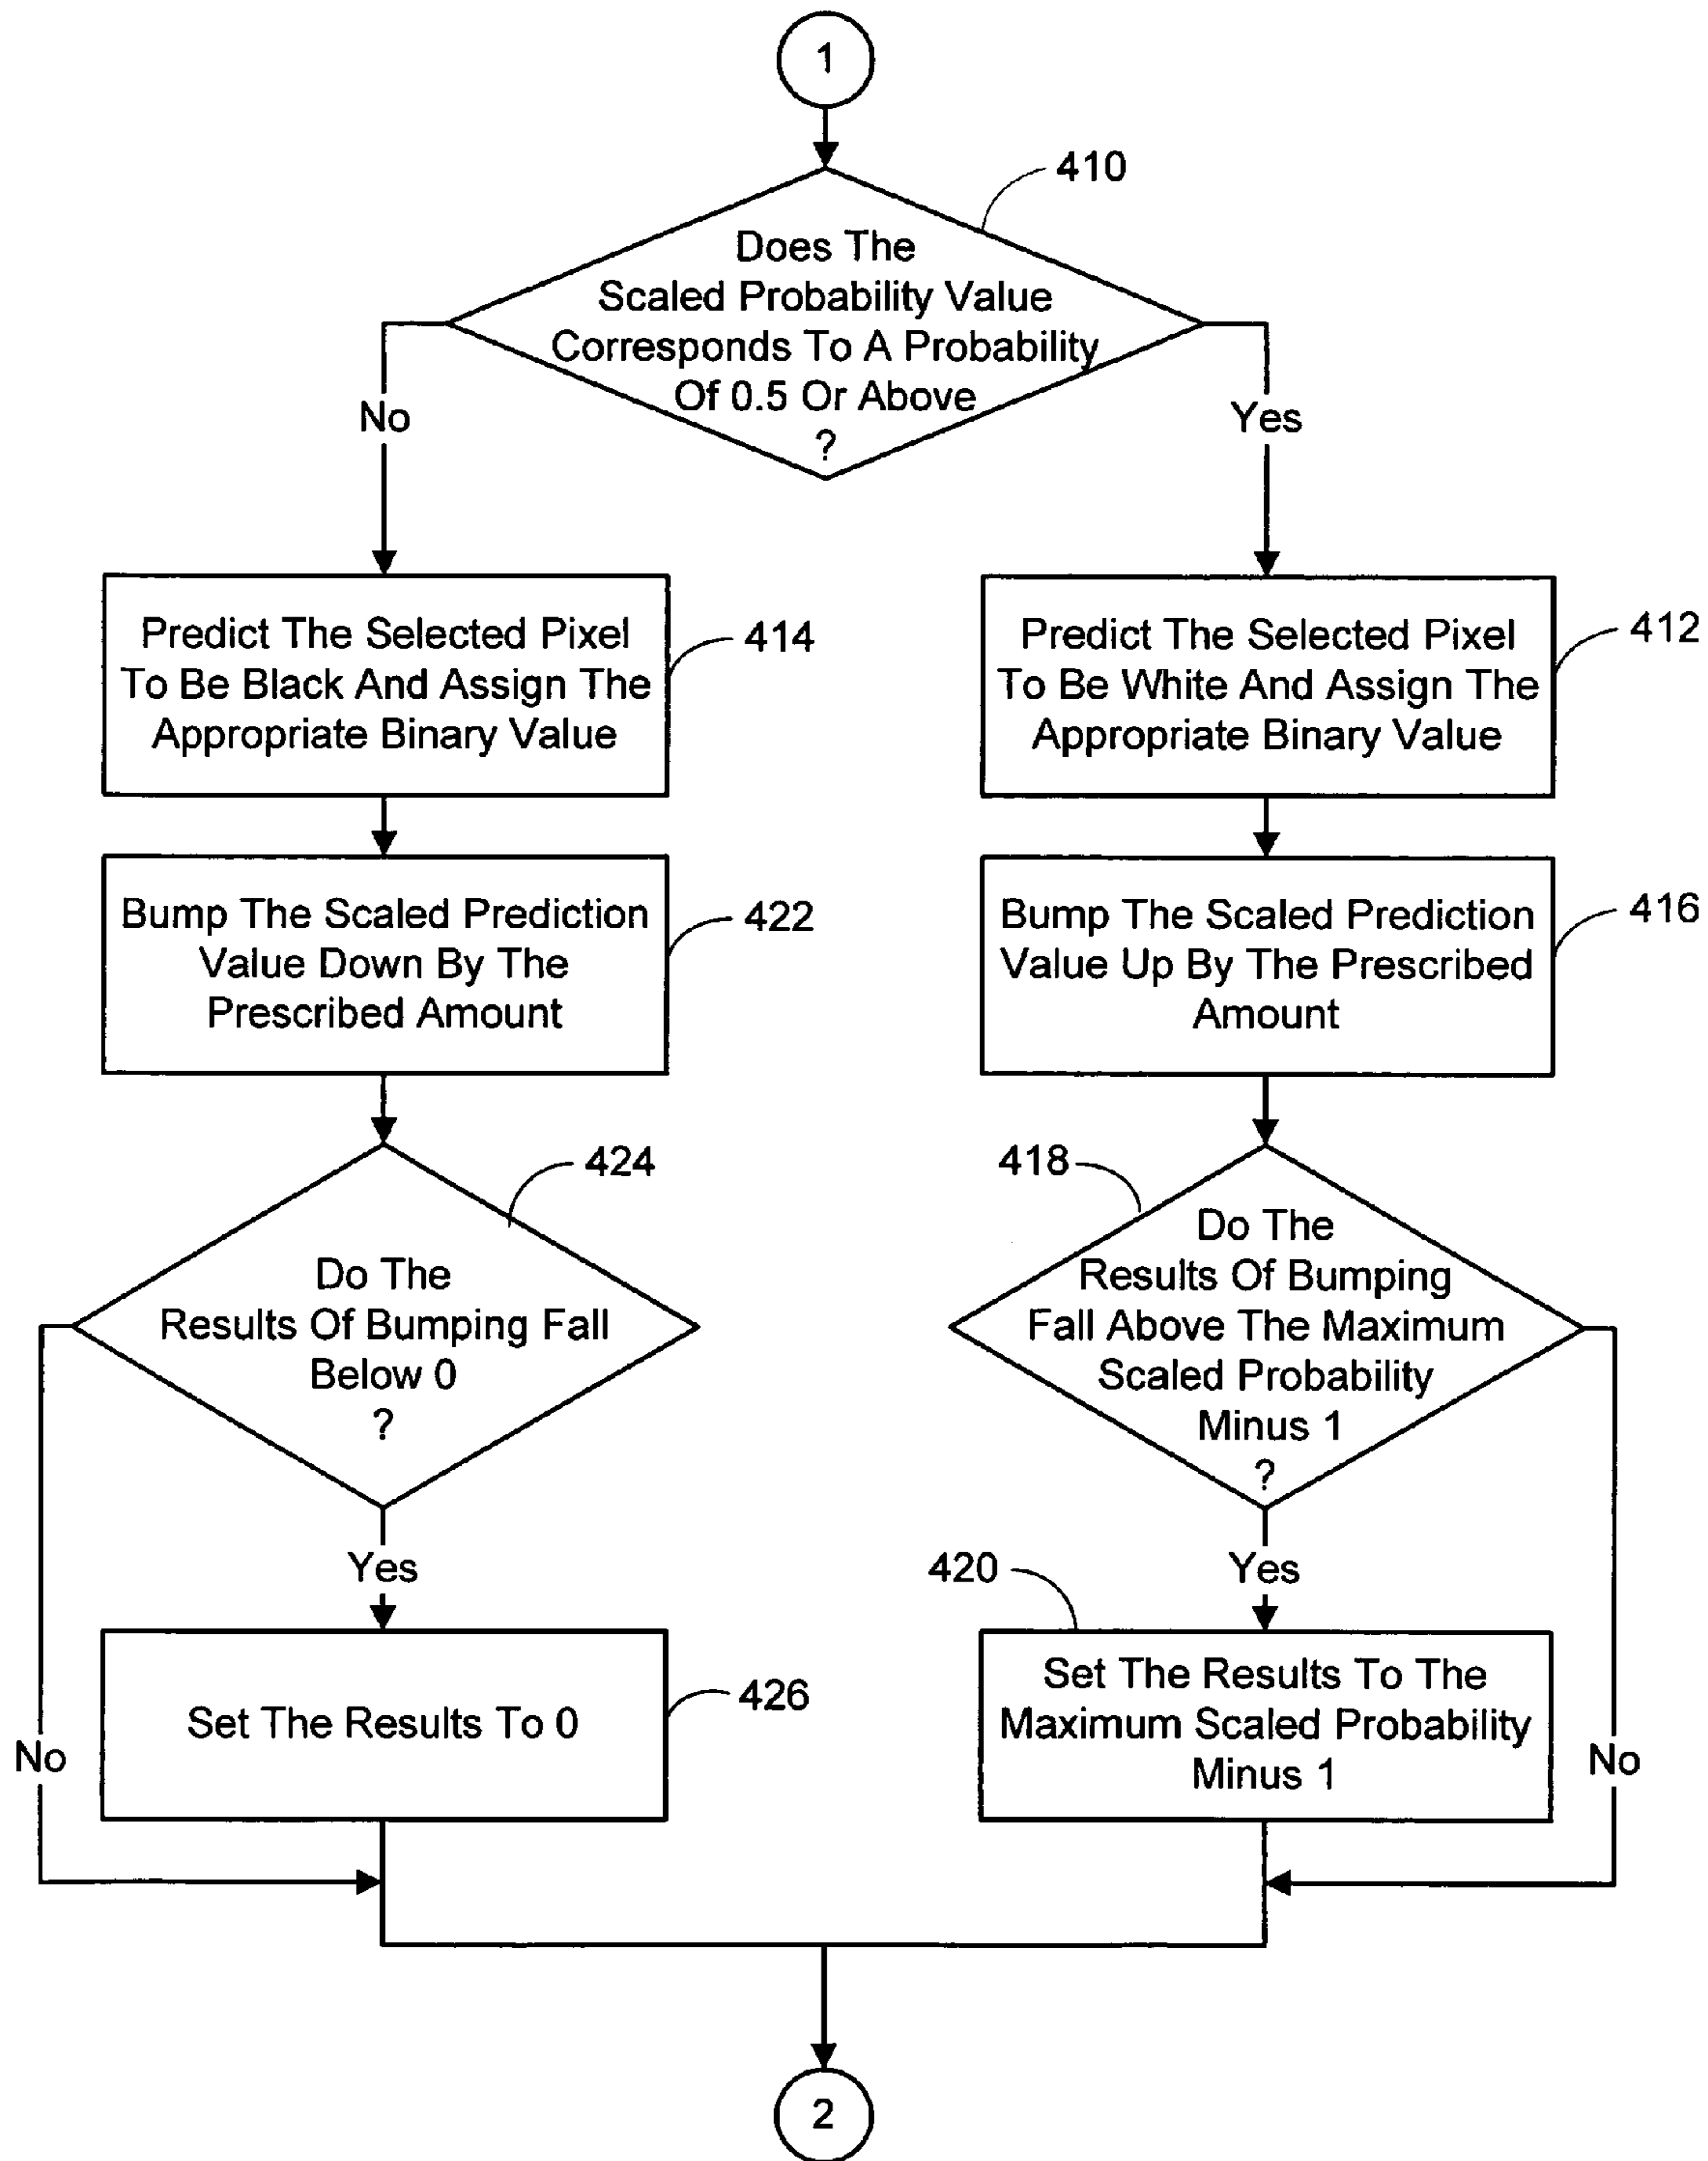 1
410
Does The
Scaled Probability Value
Corresponds To A Probability
Of 0.5 Or Above
?
No
Yes
Predict The Selected Pixel
To Be Black And Assign The
Appropriate Binary Value
414
Predict The Selected Pixel
To Be White And Assign The
Appropriate Binary Value
412
Bump The Scaled Prediction
Value Down By The
Prescribed Amount
422
Bump The Scaled Prediction
Value Up By The Prescribed
Amount
416
424
Do The
Results Of Bumping Fall
Below 0
?
418
Do The
Results Of Bumping
Fall Above The Maximum
Scaled Probability
Minus 1
?
Yes
420
Yes
Set The Results To 0
426
Set The Results To The
Maximum Scaled Probability
Minus 1
No
No
2